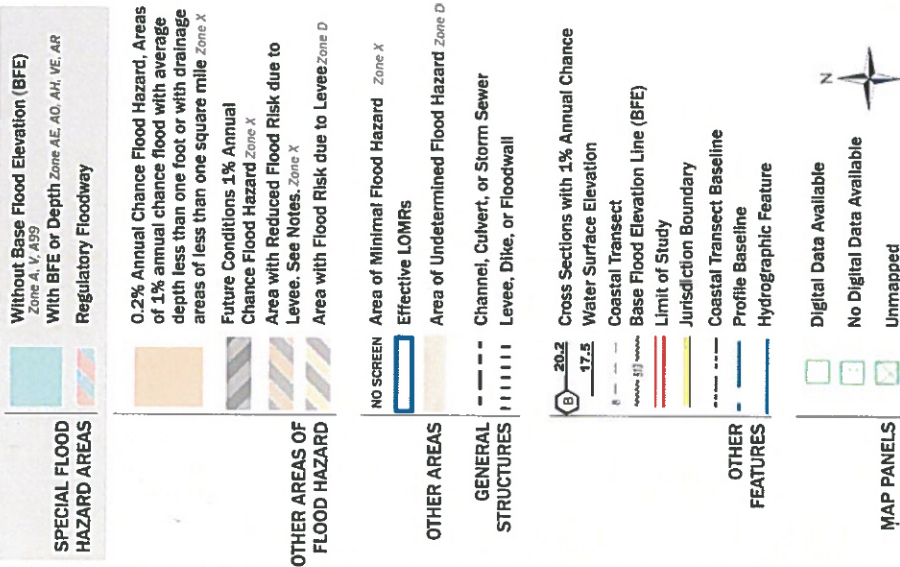 SPECIAL FLOOD
HAZARD AREAS
Without Base Flood Elevation (BFE)
Zone A, V, A99
With BFE or Depth Zone AE, AO, AH, VE, AR
Regulatory Floodway
0.2% Annual Chance Flood Hazard, Areas
of 1% annual chance flood with average
depth less than one foot or with drainage
areas of less than one square mile Zone X
Future Conditions 1% Annual
Chance Flood Hazard Zone X
Area with Reduced Flood Risk due to
Levee. See Notes. Zone X
Area with Flood Risk due to Levee Zone D
OTHER AREAS OF
FLOOD HAZARD
NO SCREEN Area of Minimal Flood Hazard Zone X
Effective LOMRs
OTHER AREAS
Area of Undetermined Flood Hazard Zone D
GENERAL
STRUCTURES
Channel, Culvert, or Storm Sewer
Levee, Dike, or Floodwall
B 20.2 Cross Sections with 1% Annual Chance
17.5 Water Surface Elevation
8 Coastal Transect
513 Base Flood Elevation Line (BFE)
Limit of Study
Jurisdiction Boundary
Coastal Transect Baseline
OTHER
FEATURES
Profile Baseline
Hydrographic Feature
Digital Data Available
No Digital Data Available
Unmapped
MAP PANELS
N